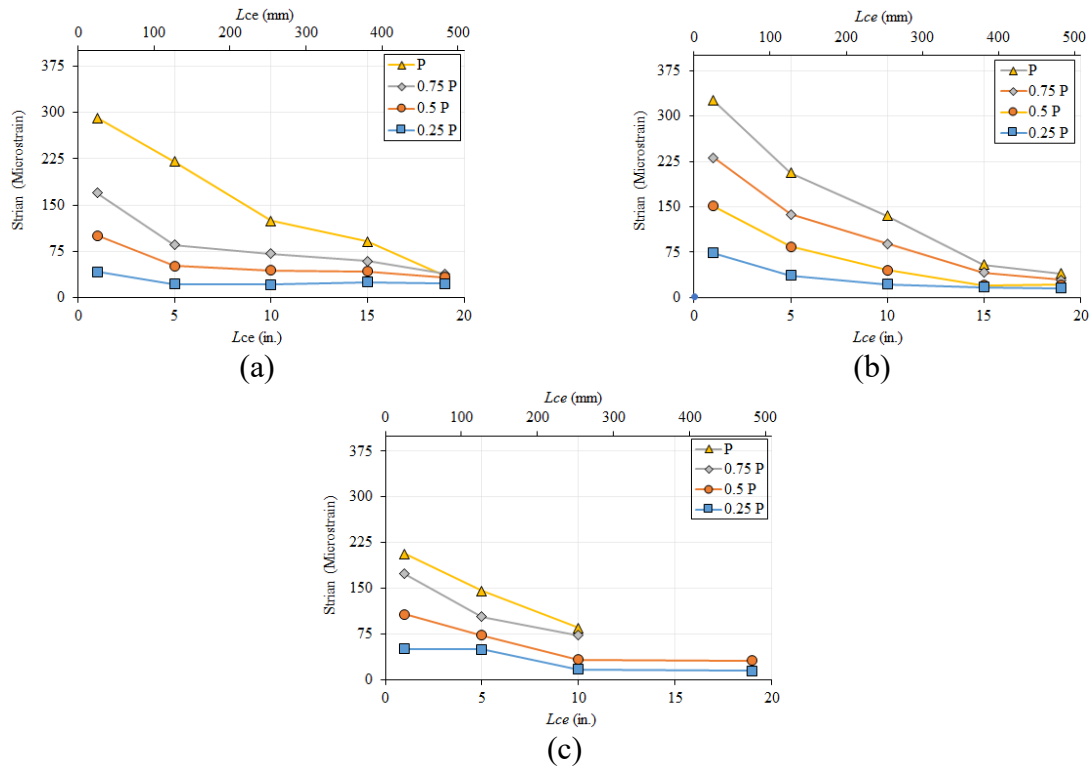 Lce (mm)
0 100 200 300 400 500
375
300
225
150
75
0
Strian (Microstrain)
P
0.75 P
0.5 P
0.25 P
0 5 10 15 20
Lce (in.)
(a)
Lce (mm)
0 100 200 300 400 500
375
300
225
150
75
0
Strian (Microstrain)
P
0.75 P
0.5 P
0.25 P
0 5 10 15 20
Lce (in.)
(b)
Lce (mm)
0 100 200 300 400 500
375
300
225
150
75
0
Strian (Microstrain)
P
0.75 P
0.5 P
0.25 P
0 5 10 15 20
Lce (in.)
(c)